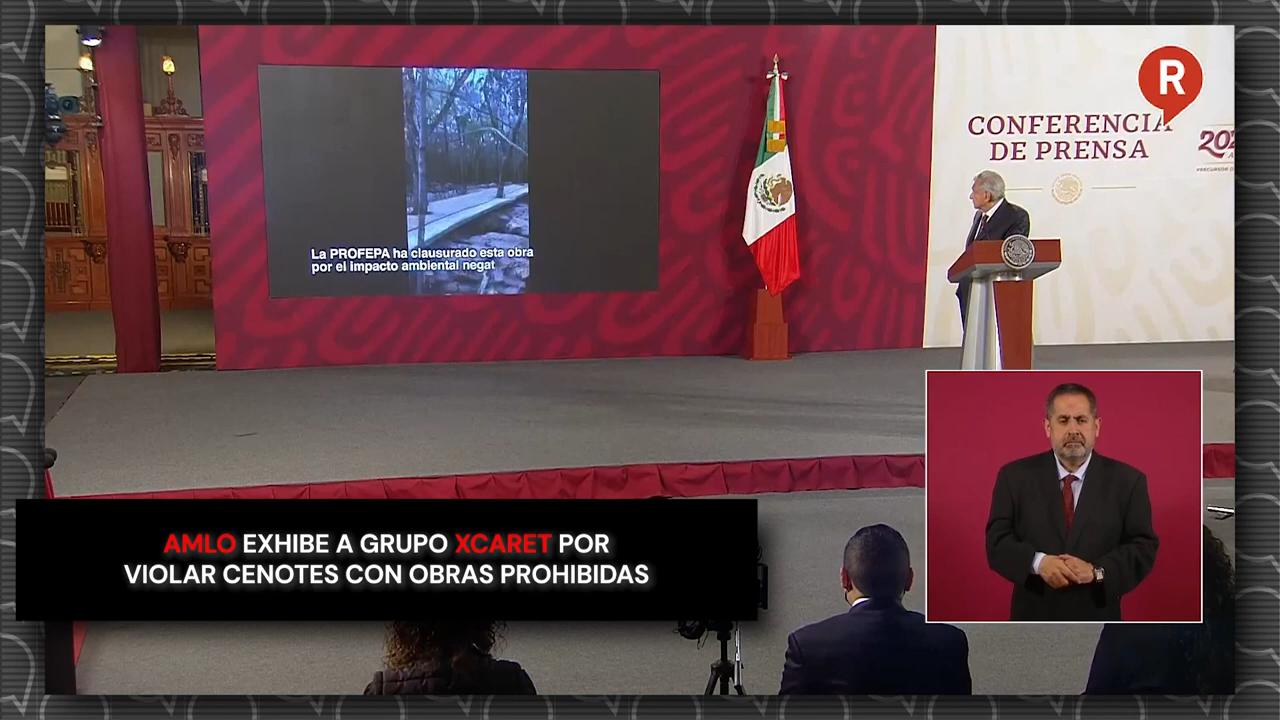 R
CONFERENCIA
DE PRENSA
La PROFEPA ha clausurado esta obra
por el impacto ambiental negat
AMLO EXHIBE A GRUPO XCARET POR
VIOLAR CENOTES CON OBRAS PROHIBIDAS